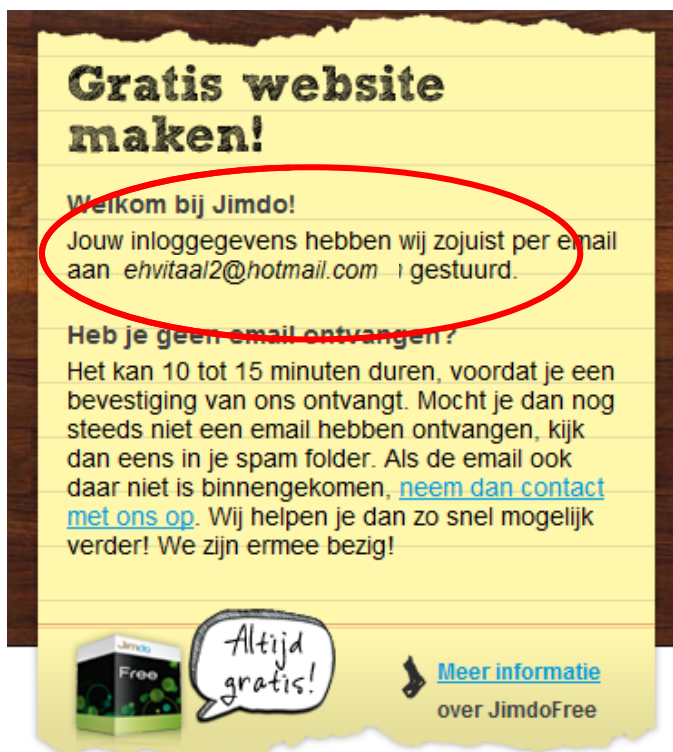 Gratis website
maken!
Welkom bij Jimdo!
Jouw inloggegevens hebben wij zojuist per email
aan ehvitaal2@hotmail.com gestuurd.
Heb je geen email ontvangen?
Het kan 10 tot 15 minuten duren, voordat je een
bevestiging van ons ontvangt. Mocht je dan nog
steeds niet een email hebben ontvangen, kijk
dan eens in je spam folder. Als de email ook
daar niet is binnengekomen, neem dan contact
met ons op. Wij helpen je dan zo snel mogelijk
verder! We zijn ermee bezig!
Altijd
gratis!
Jimdo
Free
Meer informatie
over JimdoFree